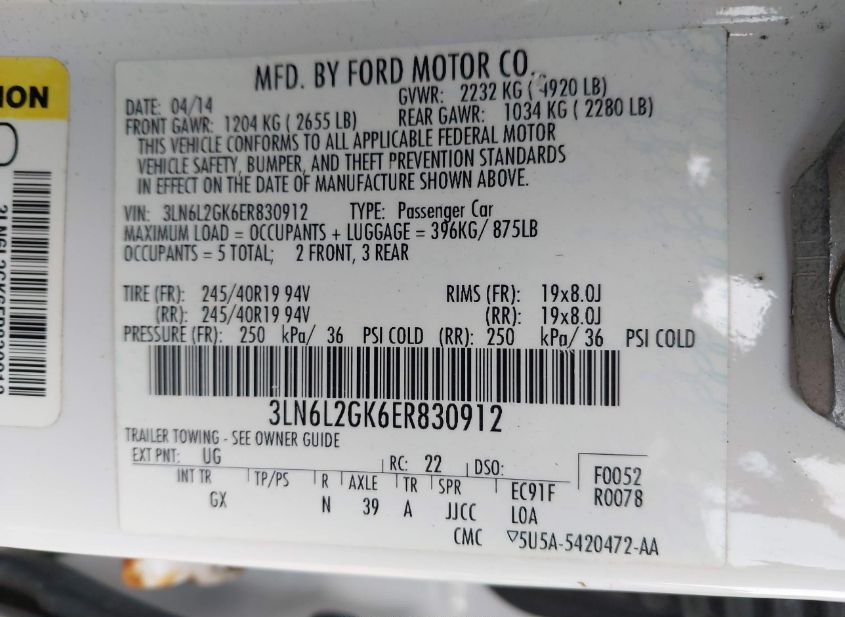 ION
MFD. BY FORD MOTOR CO.
DATE: 04/14 GVWR: 2232 KG ( 4920 LB)
FRONT GAWR: 1204 KG ( 2655 LB) REAR GAWR: 1034 KG ( 2280 LB)
THIS VEHICLE CONFORMS TO ALL APPLICABLE FEDERAL MOTOR
VEHICLE SAFETY, BUMPER, AND THEFT PREVENTION STANDARDS
IN EFFECT ON THE DATE OF MANUFACTURE SHOWN ABOVE.
VIN: 3LN6L2GK6ER830912 TYPE: Passenger Car
MAXIMUM LOAD = OCCUPANTS + LUGGAGE = 396KG/ 875LB
OCCUPANTS = 5 TOTAL; 2 FRONT, 3 REAR
TIRE (FR): 245/40R19 94V RIMS (FR): 19x8.0J
(RR): 245/40R19 94V (RR): 19x8.0J
PRESSURE (FR): 250 kPa/ 36 PSI COLD (RR): 250 kPa/ 36 PSI COLD
3LN6L2GK6ER830912
TRAILER TOWING - SEE OWNER GUIDE
EXT PNT: UG RC: 22 DSO: F0052
INT TR TP/PS R AXLE TR SPR EC91F R0078
GX N 39 A JJCC LOA
CMC ▽5U5A-5420472-AA
3LN6L2GK6ER830912